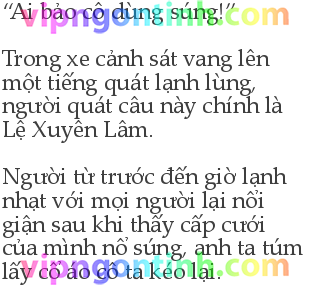 “Ai bảo cô dùng súng!”
Trong xe cảnh sát vang lên
một tiếng quát lạnh lùng,
người quát câu này chính là
Lệ Xuyên Lâm.
Người từ trước đến giờ lạnh
nhạt với mọi người lại nổi
giận sau khi thấy cấp cưới
của mình nổ súng, anh ta túm
lấy cổ áo cô ta kéo lại.
vipngontinh.com
vipngontinh.com